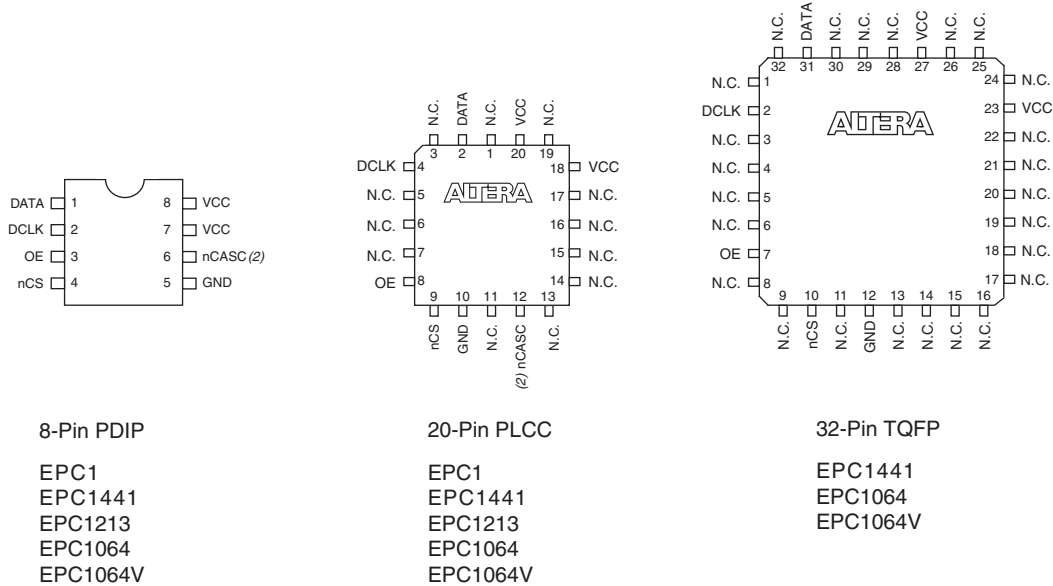 DATA 1
DCLK 2
OE 3
nCS 4
8 VCC
7 VCC
6 nCASC (2)
5 GND
8-Pin PDIP
EPC1
EPC1441
EPC1213
EPC1064
EPC1064V
N.C. DATA N.C. VCC N.C.
3 2 1 20 19
DCLK 4
N.C. 5
N.C. 6
N.C. 7
OE 8
ALTERA
18 VCC
17 N.C.
16 N.C.
15 N.C.
14 N.C.
9 10 11 12 13
nCS GND N.C. (2) nCASC N.C.
20-Pin PLCC
EPC1
EPC1441
EPC1213
EPC1064
EPC1064V
N.C. DATA N.C. N.C. N.C. VCC N.C. N.C.
32 31 30 29 28 27 26 25
N.C. 1
DCLK 2
N.C. 3
N.C. 4
N.C. 5
N.C. 6
OE 7
N.C. 8
ALTERA
24 N.C.
23 VCC
22 N.C.
21 N.C.
20 N.C.
19 N.C.
18 N.C.
17 N.C.
9 10 11 12 13 14 15 16
N.C. nCS N.C. GND N.C. N.C. N.C. N.C.
32-Pin TQFP
EPC1441
EPC1064
EPC1064V